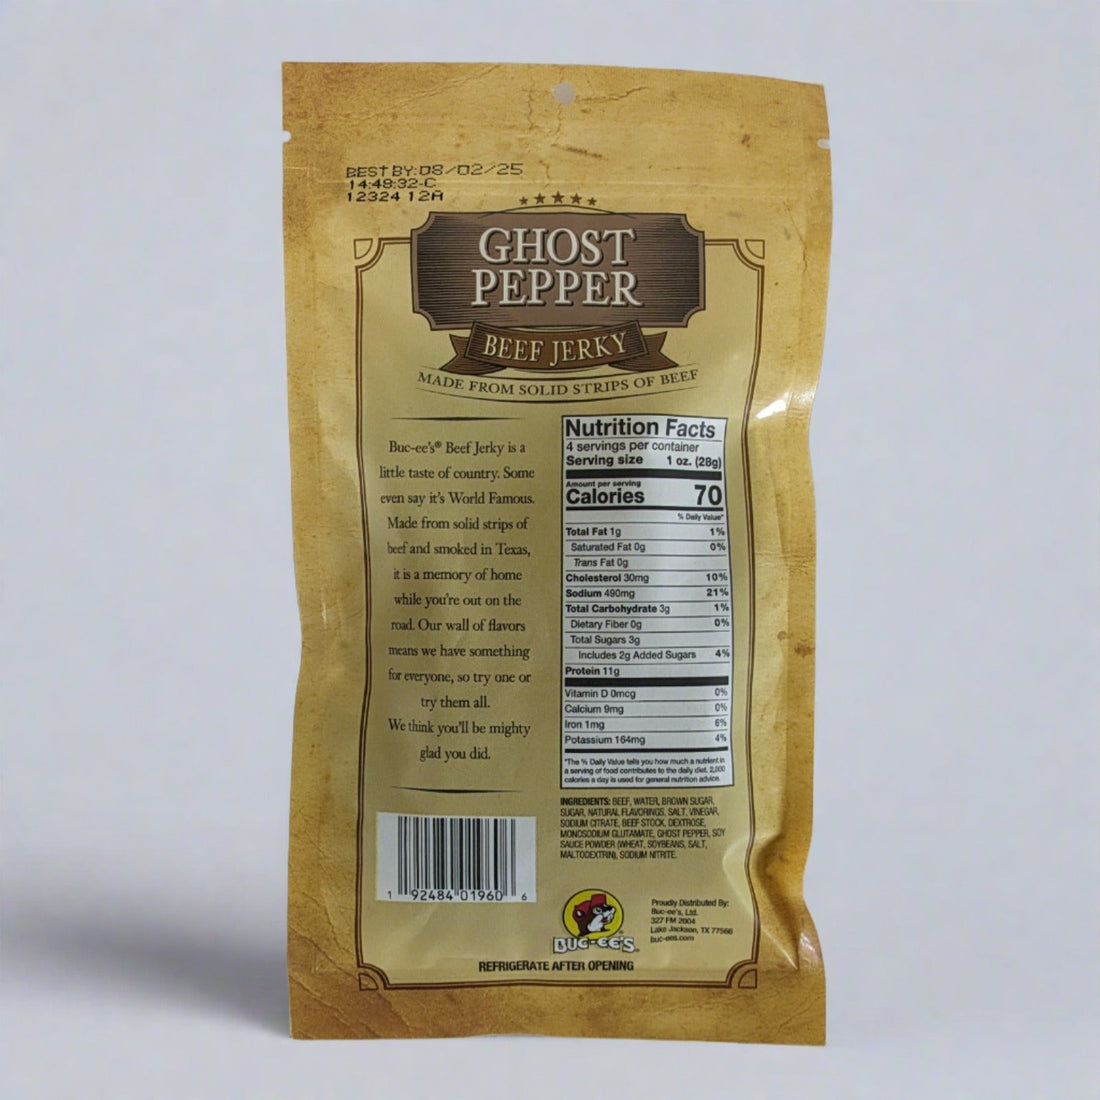 BEST BY:08/02/25
14:48:32-C
12324 12A
GHOST
PEPPER
BEEF JERKY
MADE FROM SOLID STRIPS OF BEEF
Buc-ee's® Beef Jerky is a
little taste of country. Some
even say it's World Famous.
Made from solid strips of
beef and smoked in Texas,
it is a memory of home
while you're out on the
road. Our wall of flavors
means we have something
for everyone, so try one or
try them all.
We think you'll be mighty
glad you did.
Nutrition Facts
4 servings per container
Serving size 1 oz. (28g)
Amount per serving
Calories 70
% Daily Value*
Total Fat 1g 1%
Saturated Fat 0g 0%
Trans Fat 0g
Cholesterol 30mg 10%
Sodium 490mg 21%
Total Carbohydrate 3g 1%
Dietary Fiber 0g 0%
Total Sugars 3g
Includes 2g Added Sugars 4%
Protein 11g
Vitamin D 0mcg 0%
Calcium 9mg 0%
Iron 1mg 6%
Potassium 164mg 4%
*The % Daily Value tells you how much a nutrient in
a serving of food contributes to the daily diet. 2,000
calories a day is used for general nutrition advice.
INGREDIENTS: BEEF, WATER, BROWN SUGAR,
SUGAR, NATURAL FLAVORINGS, SALT, VINEGAR,
SODIUM CITRATE, BEEF STOCK, DEXTROSE,
MONOSODIUM GLUTAMATE, GHOST PEPPER, SOY
SAUCE POWDER (WHEAT, SOYBEANS, SALT,
MALTODEXTRIN), SODIUM NITRITE.
1 92484 01960 6
BUC-EE'S
Proudly Distributed By:
Buc-ee's, Ltd.
327 FM 2004
Lake Jackson, TX 77566
buc-ees.com
REFRIGERATE AFTER OPENING